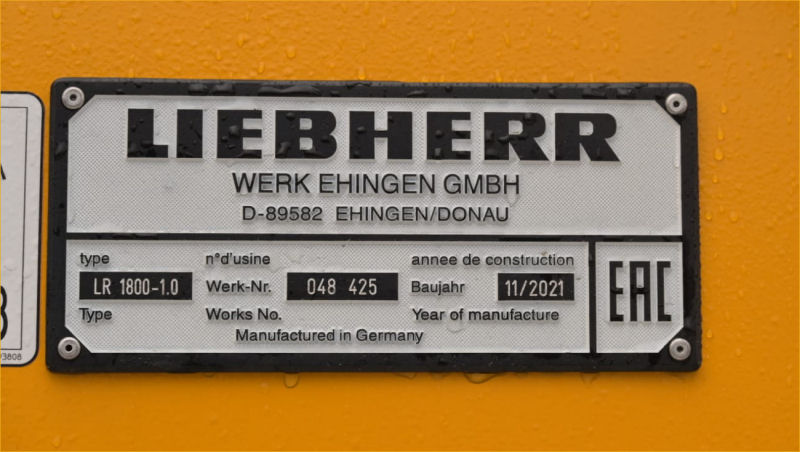 LIEBHERR
WERK EHINGEN GMBH
D-89582 EHINGEN/DONAU
type n°d'usine annee de construction
LR 1800-1.0 Werk-Nr. 048 425 Baujahr 11/2021
Type Works No. Year of manufacture
Manufactured in Germany
EAC